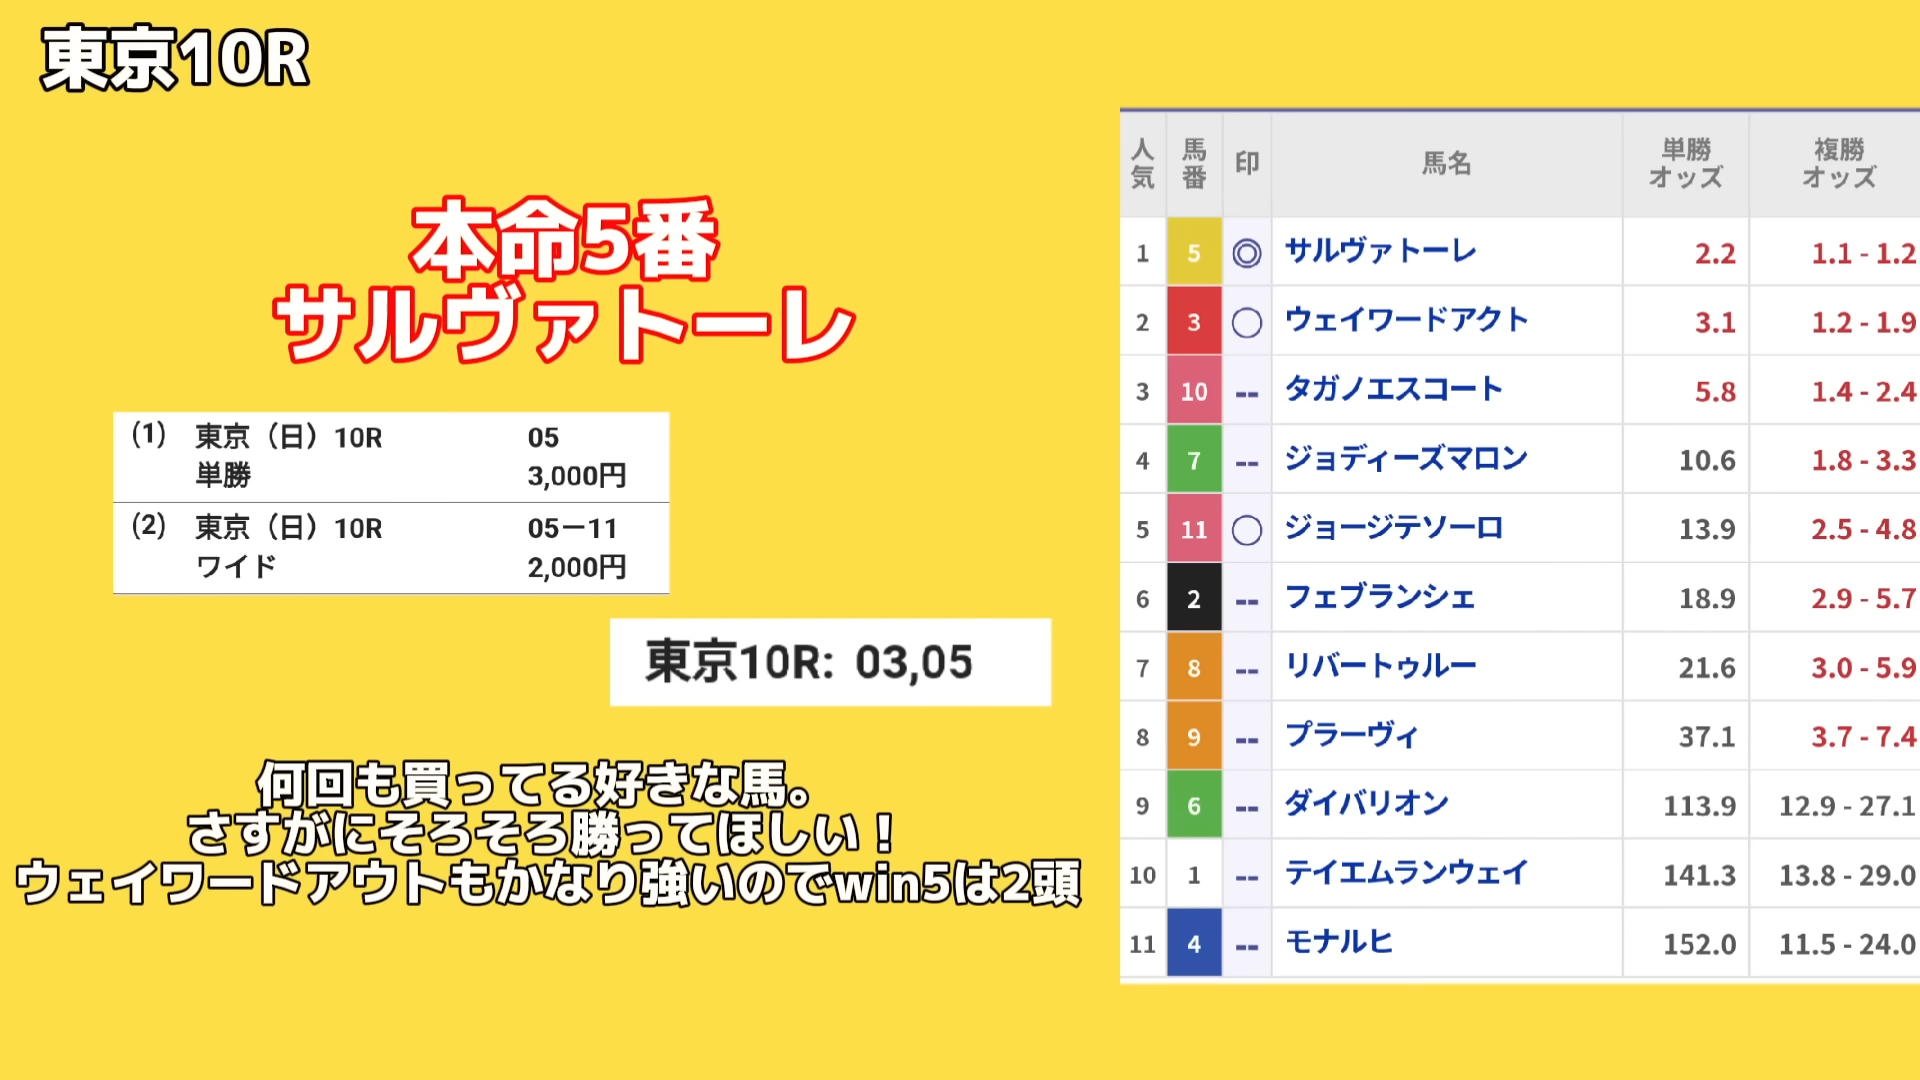 東京10R
本命5番
サルヴァトーレ
(1) 東京（日）10R 05
単勝 3,000円
(2) 東京（日）10R 05－11
ワイド 2,000円
東京10R: 03,05
何回も買ってる好きな馬。
さすがにそろそろ勝ってほしい！
ウェイワードアウトもかなり強いのでwin5は2頭
人気 馬番 印 馬名 単勝オッズ 複勝オッズ
1 5 ◎ サルヴァトーレ 2.2 1.1 - 1.2
2 3 ○ ウェイワードアクト 3.1 1.2 - 1.9
3 10 -- タガノエスコート 5.8 1.4 - 2.4
4 7 -- ジョディーズマロン 10.6 1.8 - 3.3
5 11 ○ ジョージテソーロ 13.9 2.5 - 4.8
6 2 -- フェブランシェ 18.9 2.9 - 5.7
7 8 -- リバートゥルー 21.6 3.0 - 5.9
8 9 -- プラーヴィ 37.1 3.7 - 7.4
9 6 -- ダイバリオン 113.9 12.9 - 27.1
10 1 -- テイエムランウェイ 141.3 13.8 - 29.0
11 4 -- モナルヒ 152.0 11.5 - 24.0